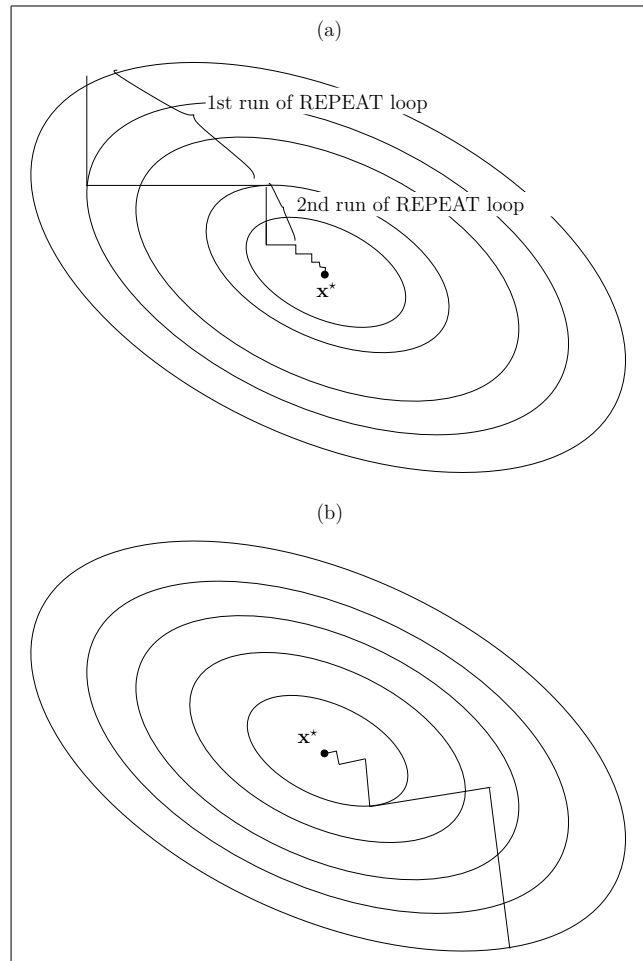 (a)
1st run of REPEAT loop
2nd run of REPEAT loop
x⋆
(b)
x⋆